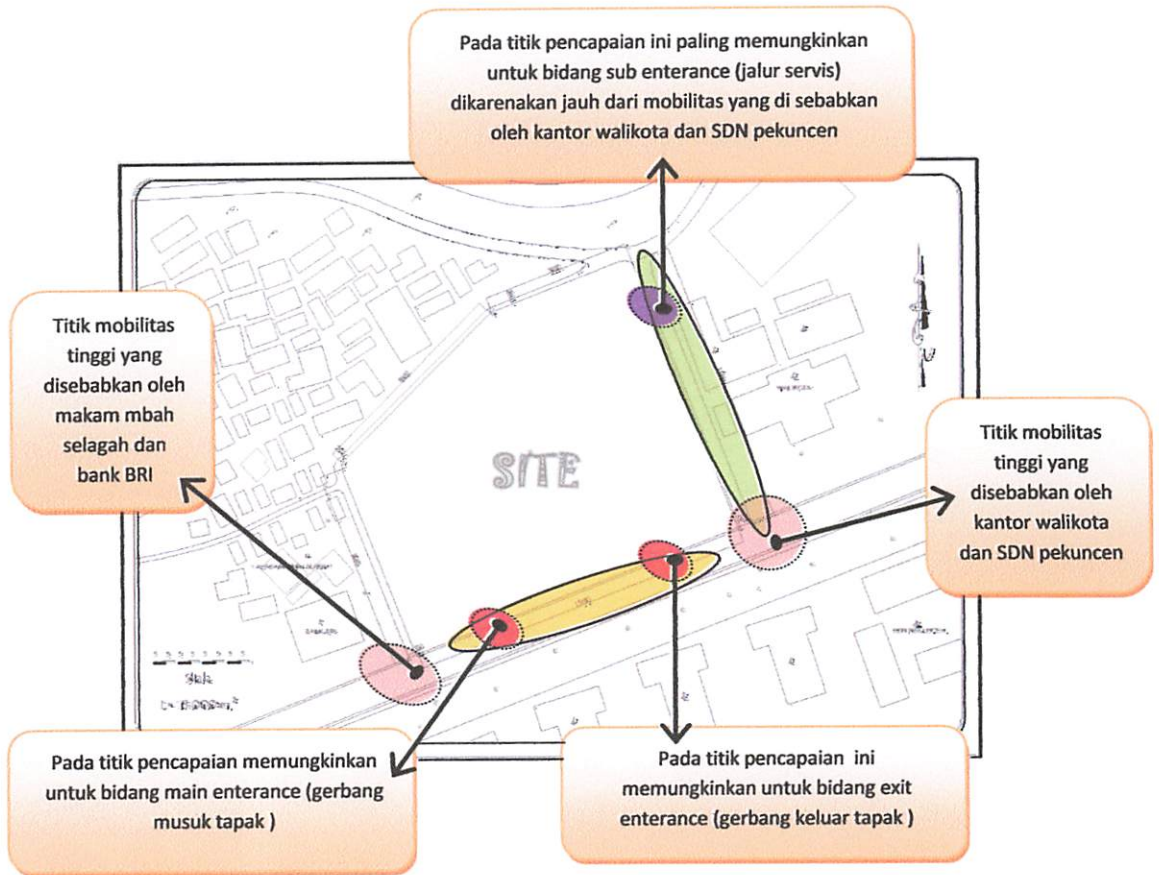 Pada titik pencapaian ini paling memungkinkan
untuk bidang sub enterance (jalur servis)
dikarenakan jauh dari mobilitas yang di sebabkan
oleh kantor walikota dan SDN pekuncen
Titik mobilitas
tinggi yang
disebabkan oleh
makam mbah
selagah dan
bank BRI
SITE
Titik mobilitas
tinggi yang
disebabkan oleh
kantor walikota
dan SDN pekuncen
Pada titik pencapaian memungkinkan
untuk bidang main enterance (gerbang
musuk tapak )
Pada titik pencapaian ini
memungkinkan untuk bidang exit
enterance (gerbang keluar tapak )